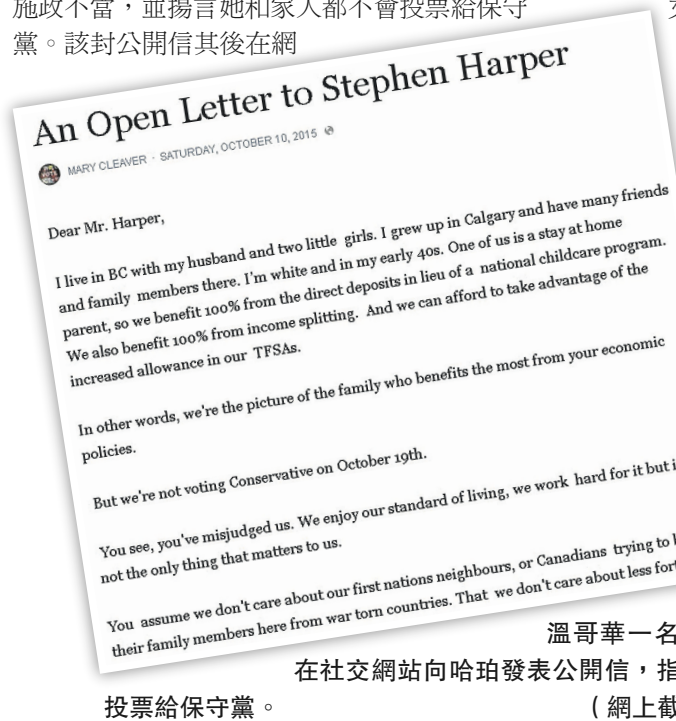 施政不當，並揚言她和家人都不會投票給保守
黨。該封公開信其後在網
An Open Letter to Stephen Harper
MARY CLEAVER · SATURDAY, OCTOBER 10, 2015
Dear Mr. Harper,
I live in BC with my husband and two little girls. I grew up in Calgary and have many friends
and family members there. I'm white and in my early 40s. One of us is a stay at home
parent, so we benefit 100% from the direct deposits in lieu of a national childcare program.
We also benefit 100% from income splitting. And we can afford to take advantage of the
increased allowance in our TFSAs.
In other words, we're the picture of the family who benefits the most from your economic
policies.
But we're not voting Conservative on October 19th.
You see, you've misjudged us. We enjoy our standard of living, we work hard for it but
not the only thing that matters to us.
You assume we don't care about our first nations neighbours, or Canadians trying to
their family members here from war torn countries. That we don't care about less
溫哥華一名
在社交網站向哈珀發表公開信，指
投票給保守黨。
（網上截